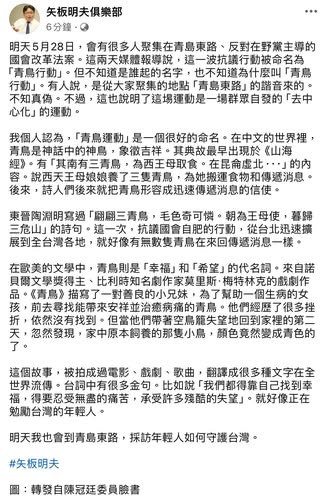 矢板明夫俱樂部
6分鐘
明天5月28日，會有很多人聚集在青島東路、反對在野黨主導的
國會改革法案。這兩天媒體報導說，這一波抗議行動被命名為
「青鳥行動」。但不知道是誰起的名字，也不知道為什麼叫「青鳥
行動」。有人說，是從大家聚集的地點「青島東路」的諧音來的。
不知真偽。不過，這也說明了這場運動是一場群眾自發的「去中
心化」的運動。
我個人認為，「青鳥運動」是一個很好的命名。在中文的世界裡，
青鳥是神話中的神鳥，象徵吉祥。其典故最早出現於《山海
經》。有「其南有三青鳥，為西王母取食。在昆侖虛北･･･」的內
容。說西天王母娘娘養了三隻青鳥，為她搬運食物和傳遞消息。
後來，詩人們後來就把青鳥形容成迅速傳遞消息的信使。
東晉陶淵明寫過「翩翩三青鳥，毛色奇可憐。朝為王母使，暮歸
三危山」的詩句。這一次，抗議國會自肥的行動，從台北迅速擴
展到全台灣各地，就好像有無數隻青鳥在來回傳遞消息一樣。
在歐美的文學中，青鳥則是「幸福」和「希望」的代名詞。來自諾
貝爾文學獎得主、比利時知名劇作家莫里斯·梅特林克的戲劇作
品。《青鳥》描寫了一對善良的小兄妹，為了幫助一個生病的女
孩，前去尋找能帶來安祥並治癒病痛的青鳥。他們經歷了很多挫
折，依然沒有找到。但當他們帶著空鳥籠失望地回到家裡的第二
天，忽然發現，家中原本飼養的那隻小鳥，顏色竟然變成青色的
了。
這個故事，被拍成過電影、戲劇、歌曲，翻譯成很多種文字在全
世界流傳。台詞中有很多金句。比如說「我們都得靠自己找到幸
福，得要忍受無盡的痛苦，承受許多殘酷的失望」。就好像正在
勉勵台灣的年輕人。
明天我也會到青島東路，採訪年輕人如何守護台灣。
#矢板明夫
圖：轉發自陳冠廷委員臉書